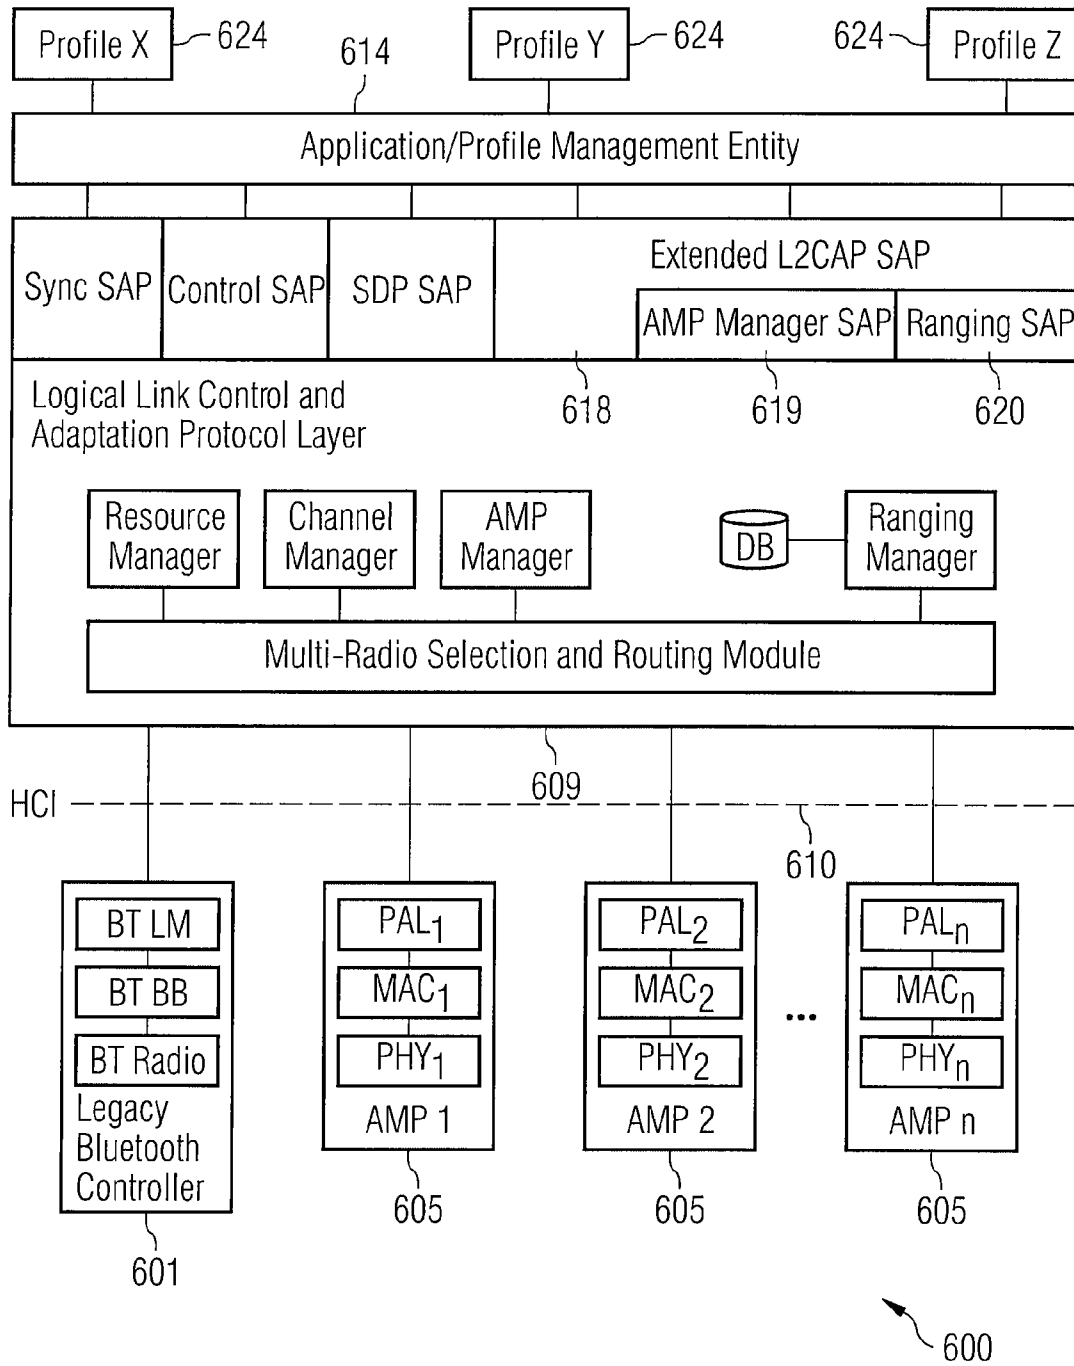 Profile X
624
Profile Y
624
624
Profile Z
614
Application/Profile Management Entity
Sync SAP
Control SAP
SDP SAP
Extended L2CAP SAP
AMP Manager SAP
Ranging SAP
618
619
620
Logical Link Control and
Adaptation Protocol Layer
Resource
Manager
Channel
Manager
AMP
Manager
DB
Ranging
Manager
Multi-Radio Selection and Routing Module
609
HCI
610
BT LM
BT BB
BT Radio
Legacy
Bluetooth
Controller
601
PAL1
MAC1
PHY1
AMP 1
605
PAL2
MAC2
PHY2
AMP 2
605
...
PALn
MACn
PHYn
AMP n
605
600